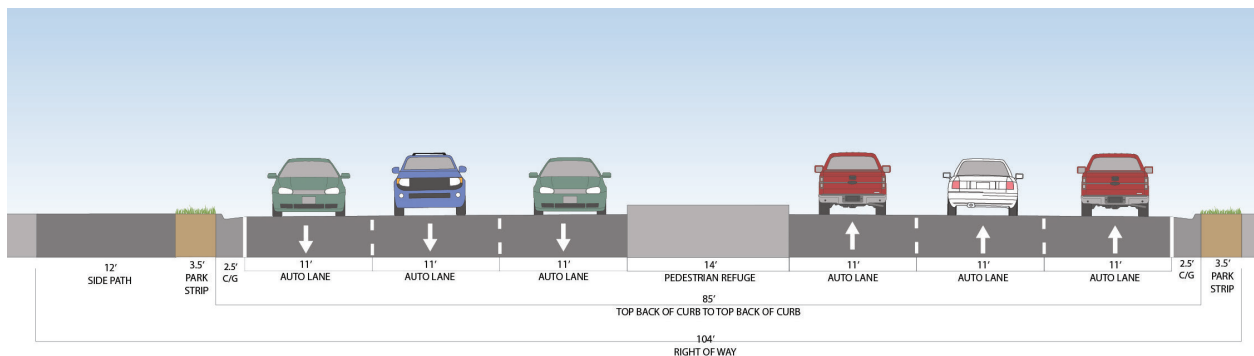 12' 3.5' 2.5' 11' 11' 11' 14' 11' 11' 11' 2.5' 3.5'
SIDE PATH PARK C/G AUTO LANE AUTO LANE AUTO LANE PEDESTRIAN REFUGE AUTO LANE AUTO LANE AUTO LANE C/G PARK
STRIP STRIP
85'
TOP BACK OF CURB TO TOP BACK OF CURB
104'
RIGHT OF WAY